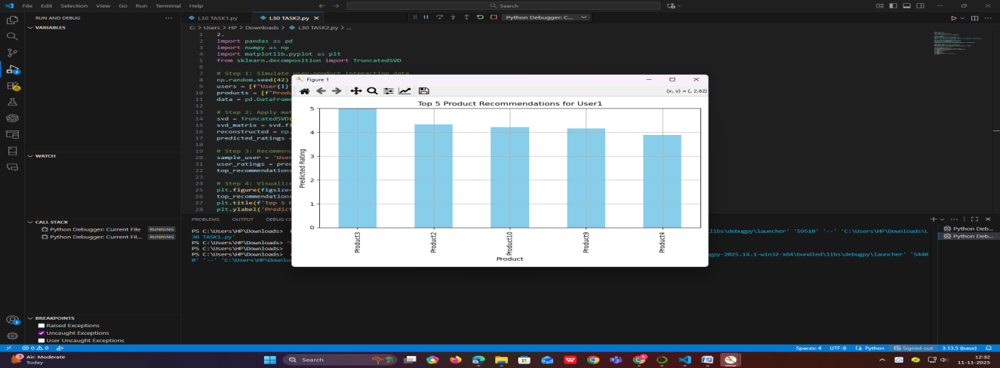 File Edit Selection View Go Run Terminal Help
Search
RUN AND DEBUG
L30 TASK1.py
L30 TASK2.py
Python Debugger: C...
C: > Users > HP > Downloads > L30 TASK2.py > ...
VARIABLES
WATCH
CALL STACK
Python Debugger: Current File RUNNING
Python Debugger: Current Fil... RUNNING
BREAKPOINTS
Raised Exceptions
Uncaught Exceptions
User Uncaught Exceptions
1 2.
2 import pandas as pd
3 import numpy as np
4 import matplotlib.pyplot as plt
5 from sklearn.decomposition import TruncatedSVD
6
7 # Step 1: Simulate user-product interaction data
8 np.random.seed(42)
9 users = [f"User{i}"
10 products = [f"Produ
11 data = pd.DataFrame
12
13 # Step 2: Apply mat
14 svd = TruncatedSVD(
15 svd_matrix = svd.fi
16 reconstructed = np.
17 predicted_ratings =
18
19 # Step 3: Recommend
20 sample_user = 'User
21 user_ratings = pred
22 top_recommendations
23
24 # Step 4: Visualize
25 plt.figure(figsize=
26 top_recommendations
27 plt.title(f'Top 5 P
28 plt.ylabel('Predict
Figure 1
(x, y) = (, 2.82)
Top 5 Product Recommendations for User1
Predicted Rating
5
4
3
2
1
0
Product3
Product2
Product10
Product9
Product4
Product
PROBLEMS OUTPUT DEBUG CO
PS C:\Users\HP\Downloads>
libs\debugpy\launcher' '59510' '--' 'C:\Users\HP\Downloads\L
30 TASK1.py'
PS C:\Users\HP\Downloads>
PS C:\Users\HP\Downloads>
PS C:\Users\HP\Downloads>
gpy-2025.14.1-win32-x64\bundled\libs\debugpy\launcher' '5440
0' '--' 'C:\Users\HP\Downl
Python Deb...
Python Deb...
0 0
Spaces: 4 UTF-8 Python Signed out 3.13.5 (base)
Air: Moderate
Today
Search
12:32
11-11-2025